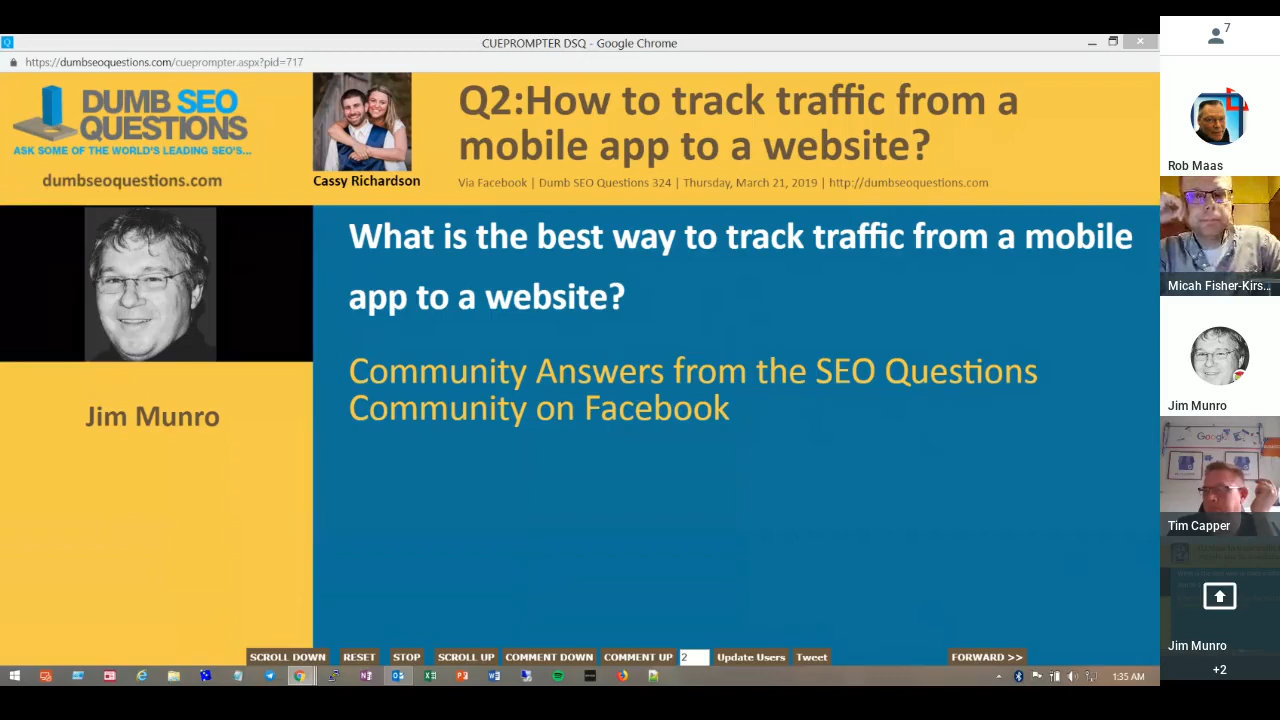 CUEPROMPTER DSQ - Google Chrome
https://dumbseoquestions.com/cueprompter.aspx?pid=717
DUMB SEO
QUESTIONS
ASK SOME OF THE WORLD'S LEADING SEO'S...
dumbseoquestions.com
Cassy Richardson
Q2:How to track traffic from a
mobile app to a website?
Via Facebook | Dumb SEO Questions 324 | Thursday, March 21, 2019 | http://dumbseoquestions.com
Jim Munro
What is the best way to track traffic from a mobile
app to a website?
Community Answers from the SEO Questions
Community on Facebook
SCROLL DOWN
RESET
STOP
SCROLL UP
COMMENT DOWN
COMMENT UP
2
Update Users
Tweet
FORWARD >>
1:35 AM
7
Rob Maas
Micah Fisher-Kirs...
Jim Munro
Google
Tim Capper
Jim Munro
+2